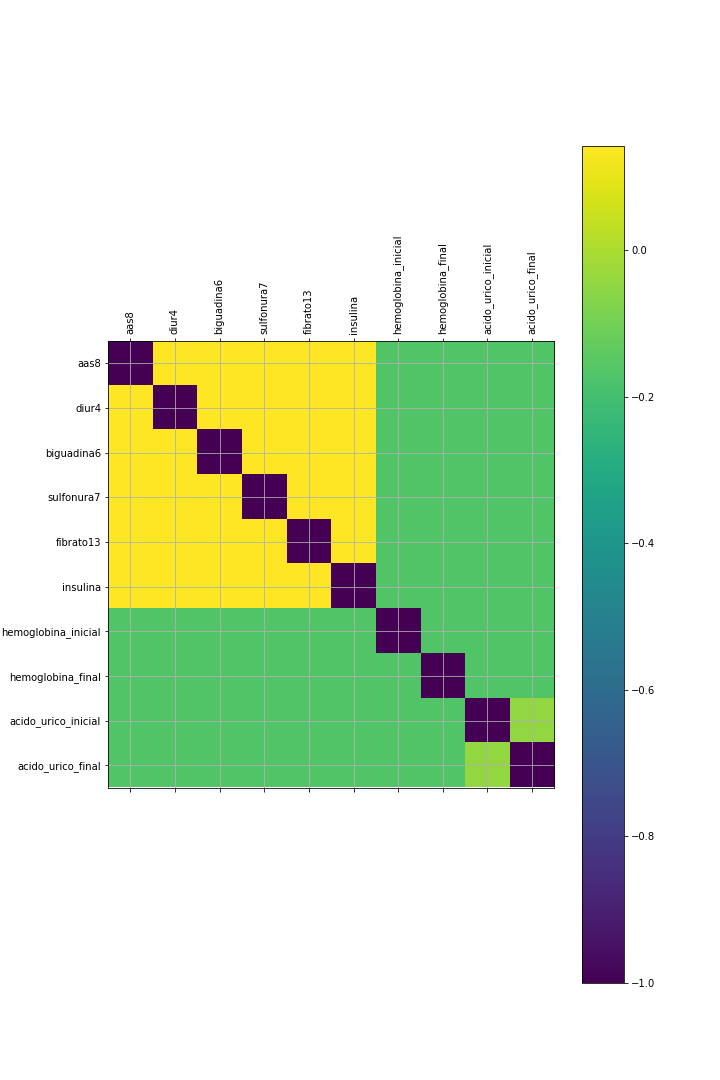 aas8
diur4
biguadina6
sulfonura7
fibrato13
insulina
hemoglobina_inicial
hemoglobina_final
acido_urico_inicial
acido_urico_final
aas8
diur4
biguadina6
sulfonura7
fibrato13
insulina
hemoglobina_inicial
hemoglobina_final
acido_urico_inicial
acido_urico_final
0.0
−0.2
−0.4
−0.6
−0.8
−1.0